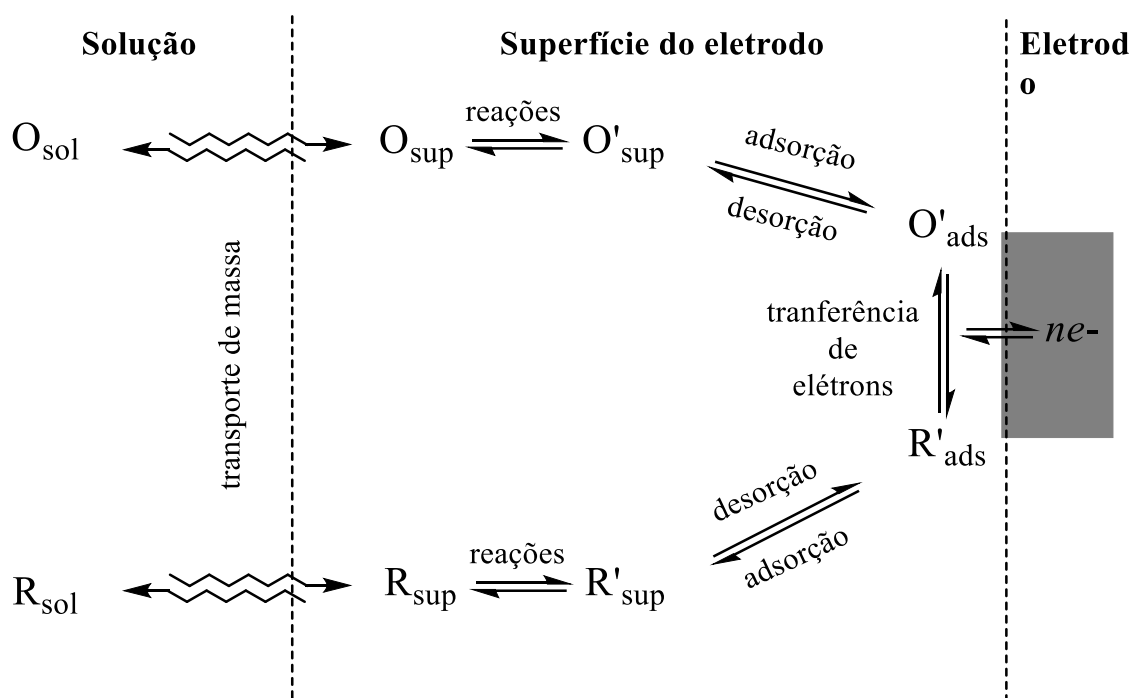 Solução
Superfície do eletrodo
Eletrod
o
O sol
O sup
reações
O' sup
adsorção
desorção
O' ads
transporte de massa
tranferência
de
elétrons
ne-
R' ads
desorção
adsorção
R sol
R sup
reações
R' sup